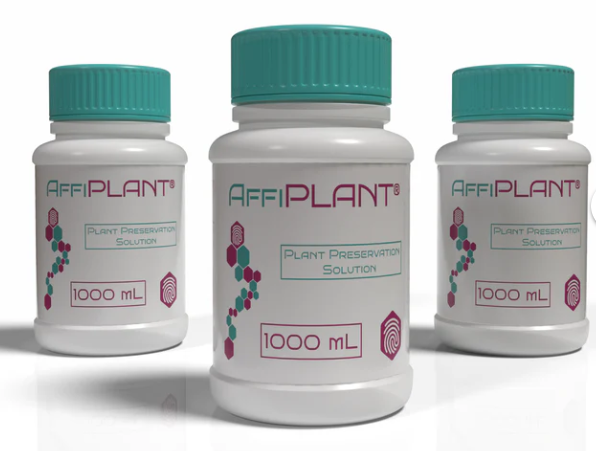 AFFIPLANT®
PLANT PRESERVATION
SOLUTION
1000 mL
AFFIPLANT®
PLANT PRESERVATION
SOLUTION
1000 mL
AFFIPLANT®
PLANT PRESERVATION
SOLUTION
1000 mL